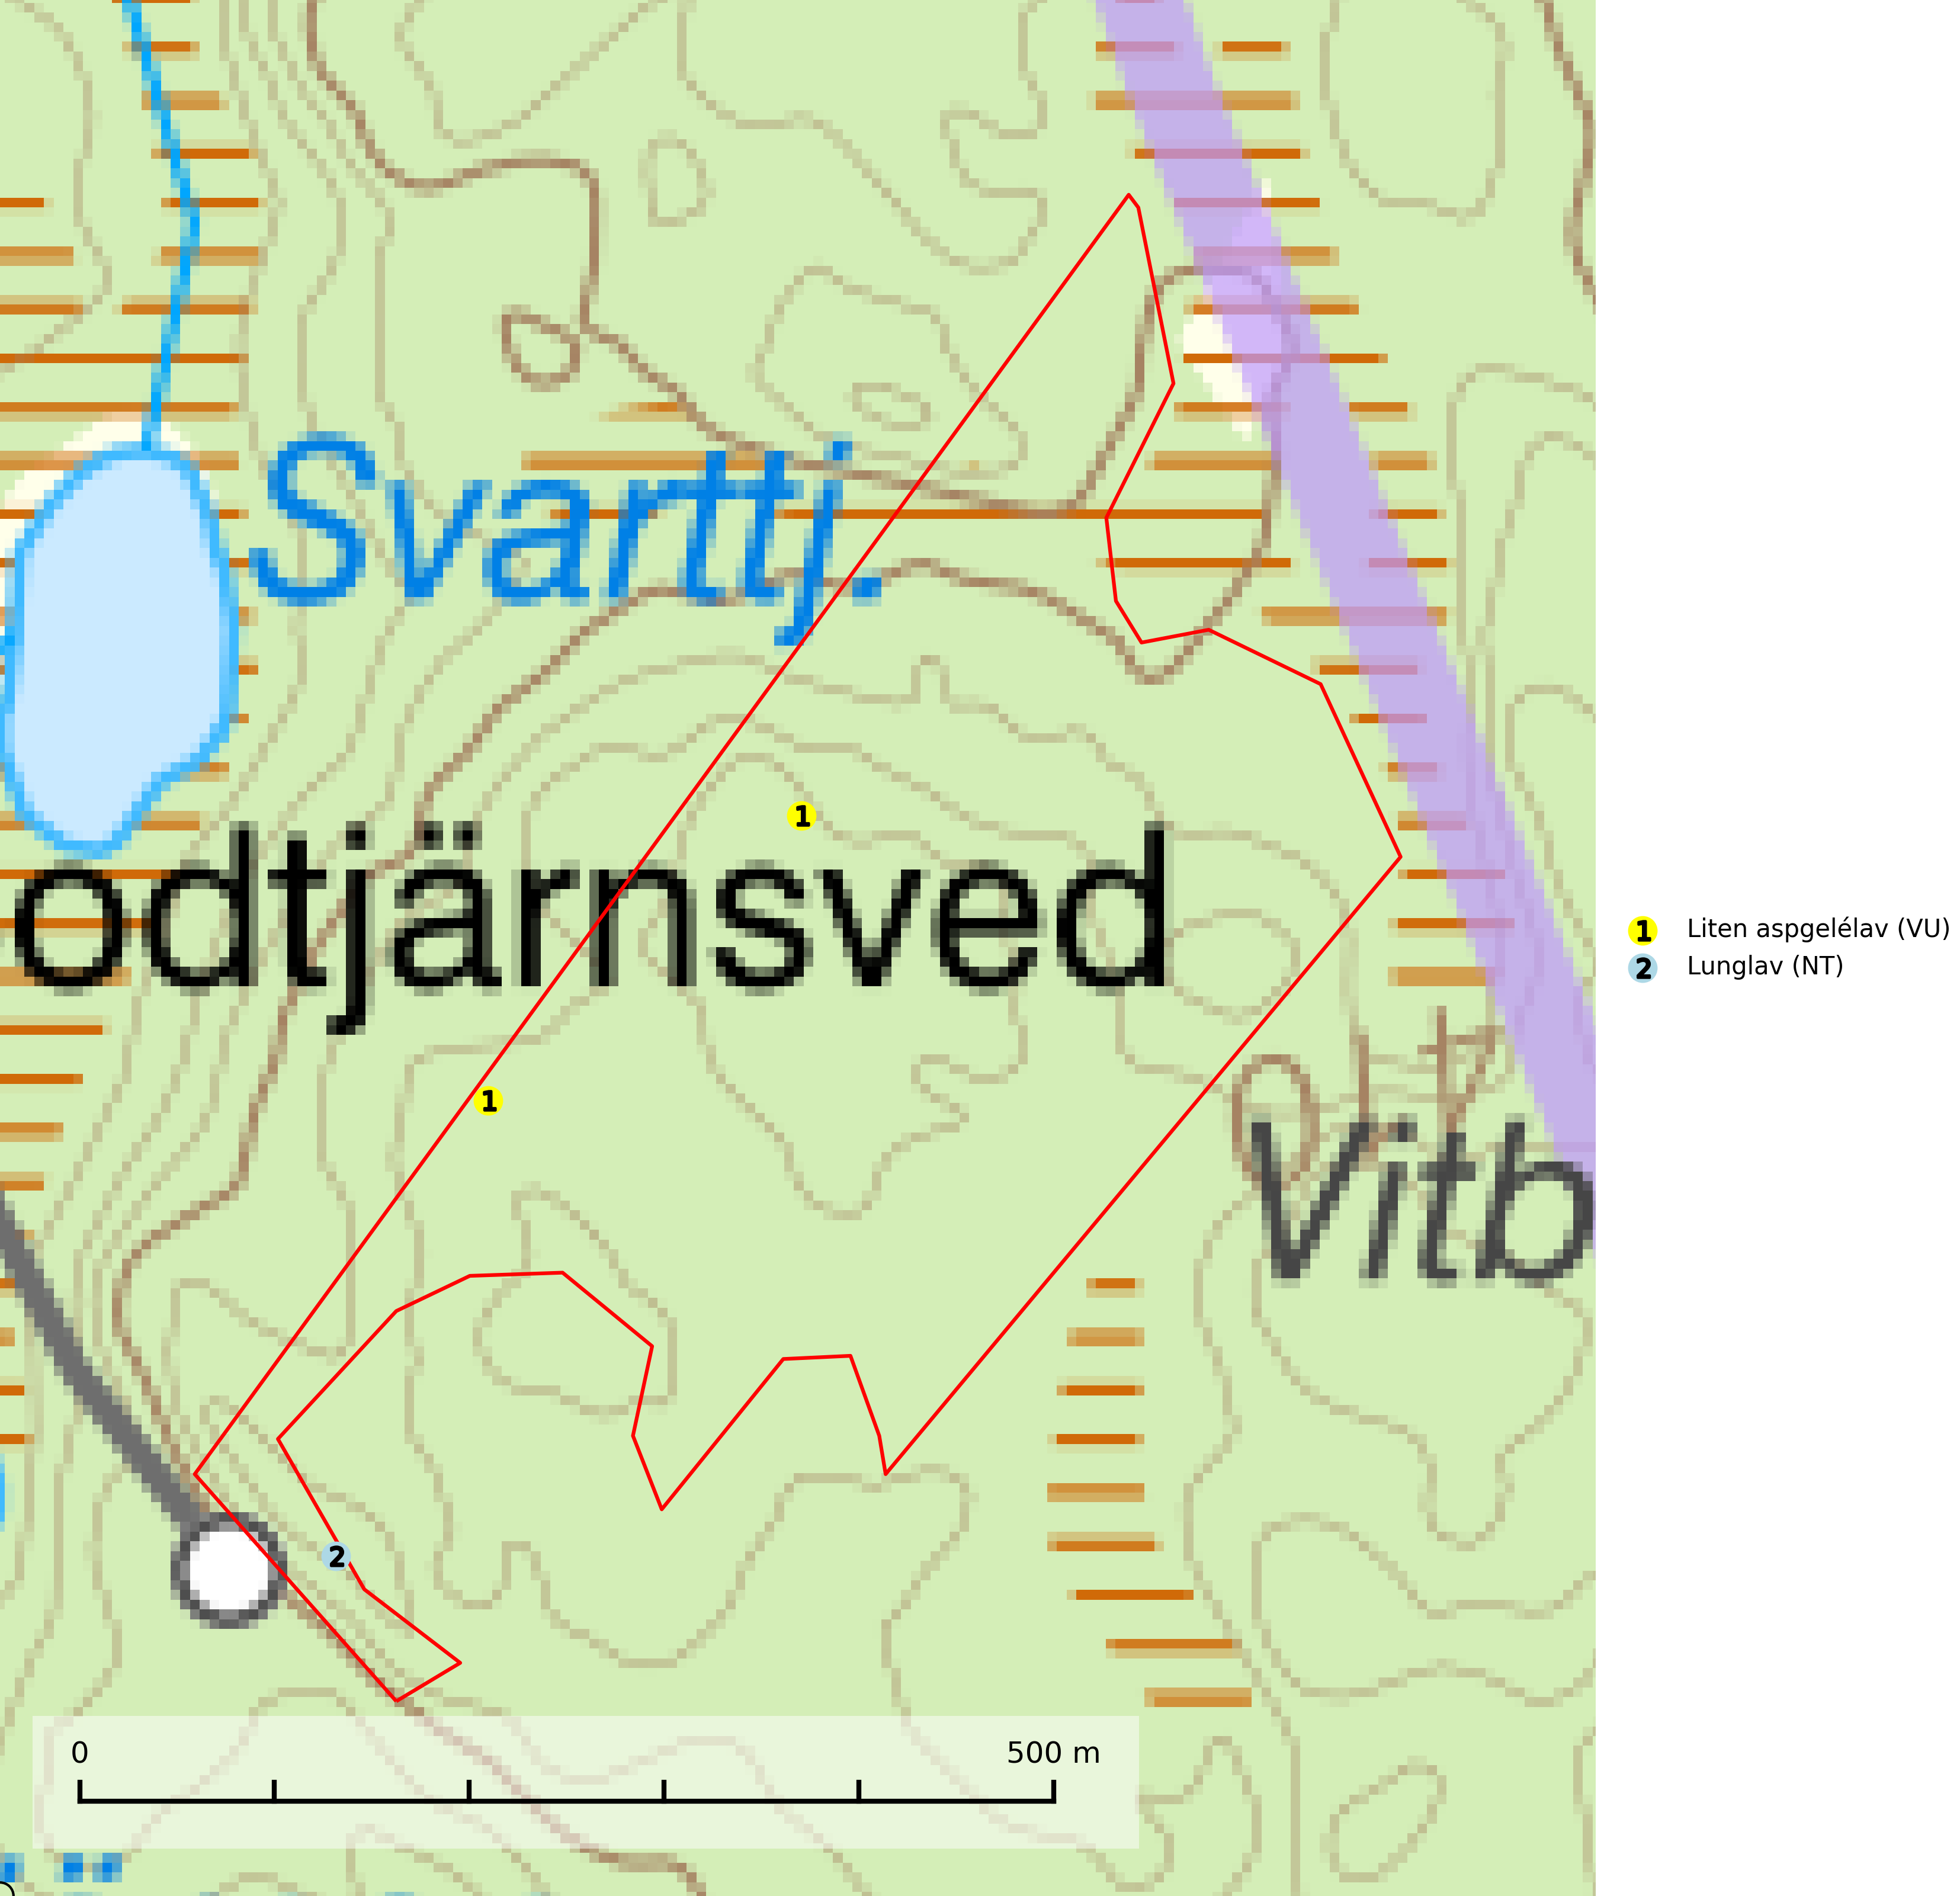 Svarttj.
1
odtjärnsved
1
Vitb
2
0 500 m
1 Liten aspgelélav (VU)
2 Lunglav (NT)